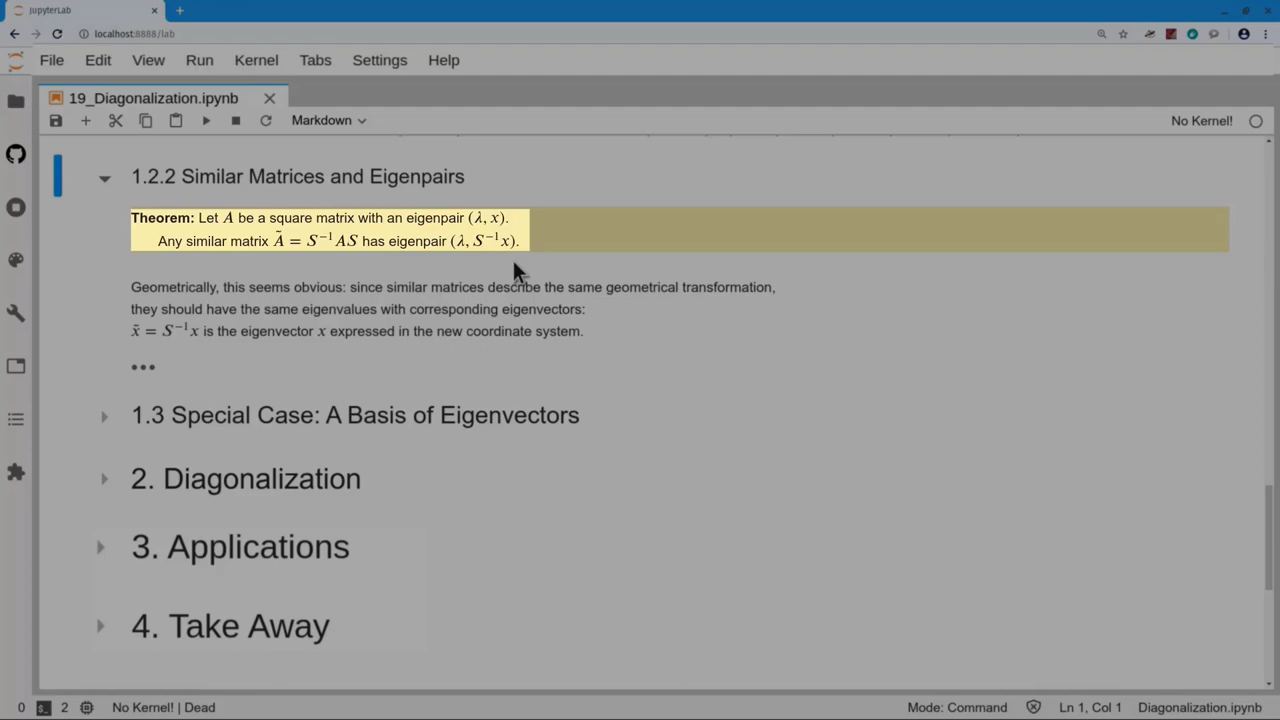 JupyterLab
localhost:8888/lab
File Edit View Run Kernel Tabs Settings Help
19_Diagonalization.ipynb
Markdown No Kernel!
1.2.2 Similar Matrices and Eigenpairs
Theorem: Let A be a square matrix with an eigenpair (λ, x).
Any similar matrix Ã = S⁻¹AS has eigenpair (λ, S⁻¹x).
Geometrically, this seems obvious: since similar matrices describe the same geometrical transformation,
they should have the same eigenvalues with corresponding eigenvectors:
x̃ = S⁻¹x is the eigenvector x expressed in the new coordinate system.
•••
1.3 Special Case: A Basis of Eigenvectors
2. Diagonalization
3. Applications
4. Take Away
0 2 No Kernel! | Dead Mode: Command Ln 1, Col 1 Diagonalization.ipynb